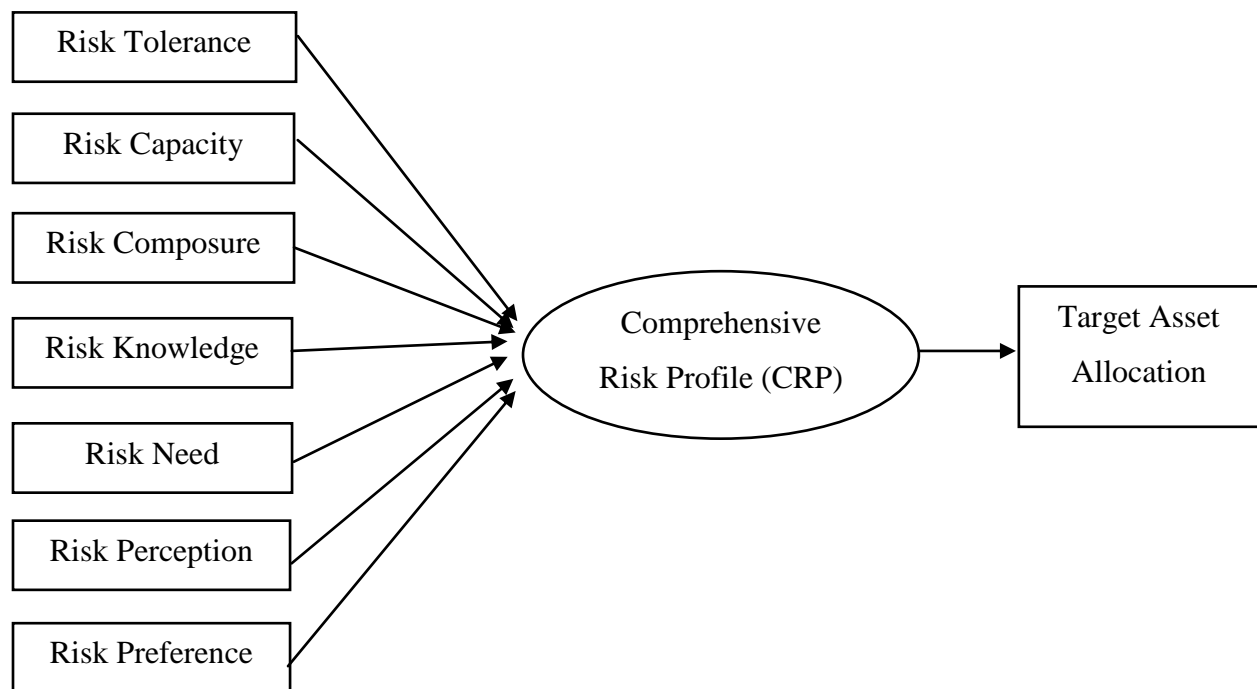 Risk Tolerance
Risk Capacity
Risk Composure
Risk Knowledge
Risk Need
Risk Perception
Risk Preference
Comprehensive
Risk Profile (CRP)
Target Asset
Allocation